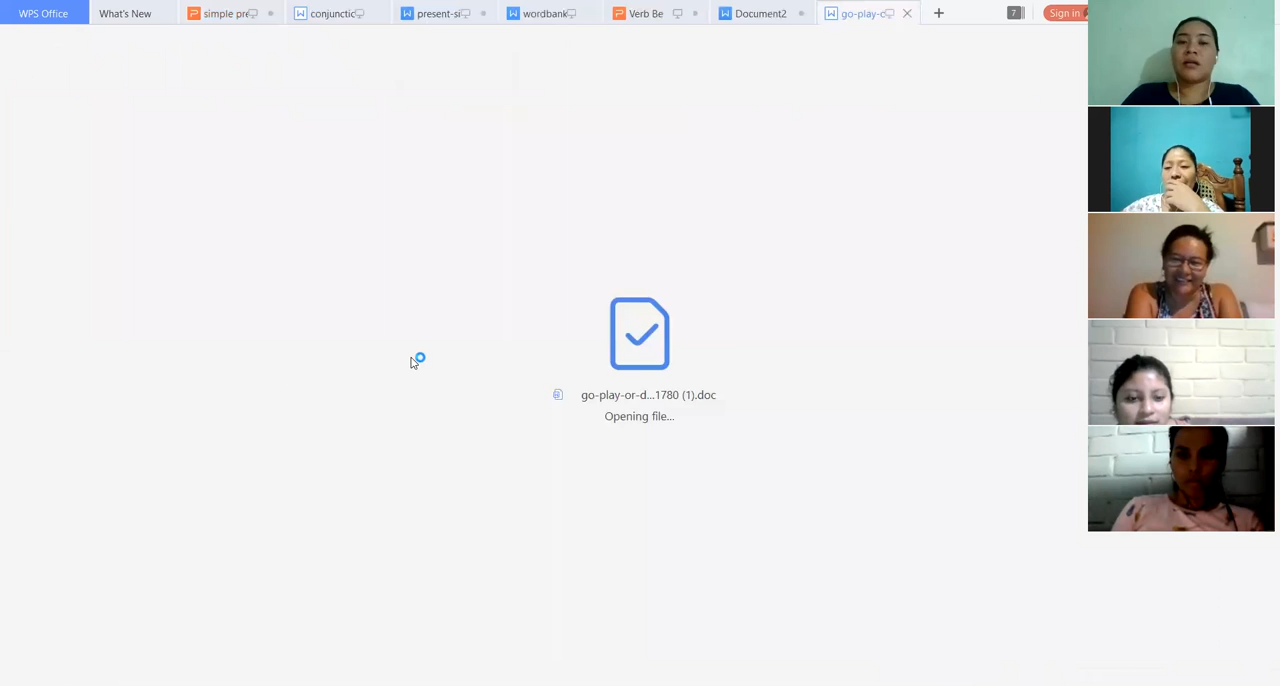 WPS Office What's New simple pre conjunctic present-si wordbank Verb Be Document2 go-play-o 7 Sign in
go-play-or-d...1780 (1).doc
Opening file...